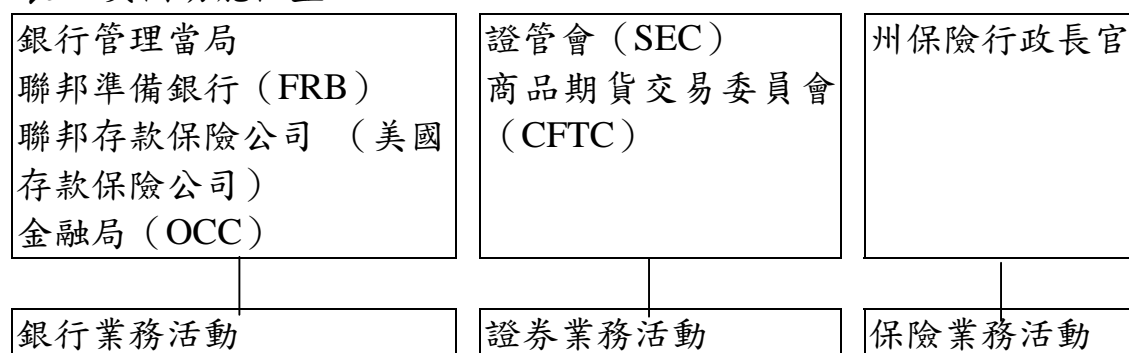 銀行管理當局
聯邦準備銀行（FRB）
聯邦存款保險公司 （美國
存款保險公司）
金融局（OCC）
證管會（SEC）
商品期貨交易委員會
（CFTC）
州保險行政長官
銀行業務活動
證券業務活動
保險業務活動